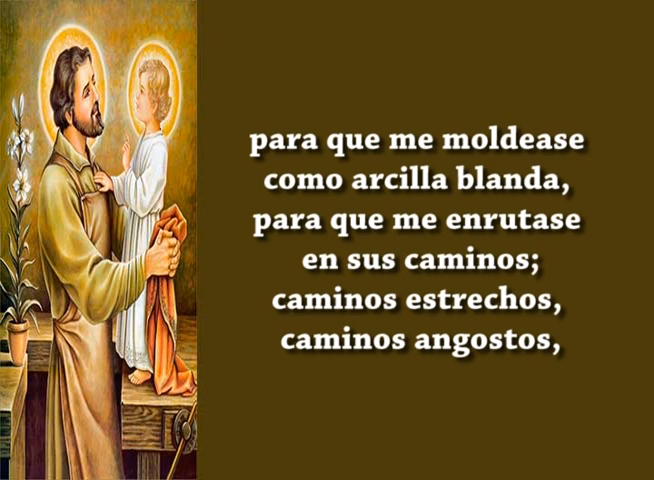 para que me moldease
como arcilla blanda,
para que me enrutase
en sus caminos;
caminos estrechos,
caminos angostos,